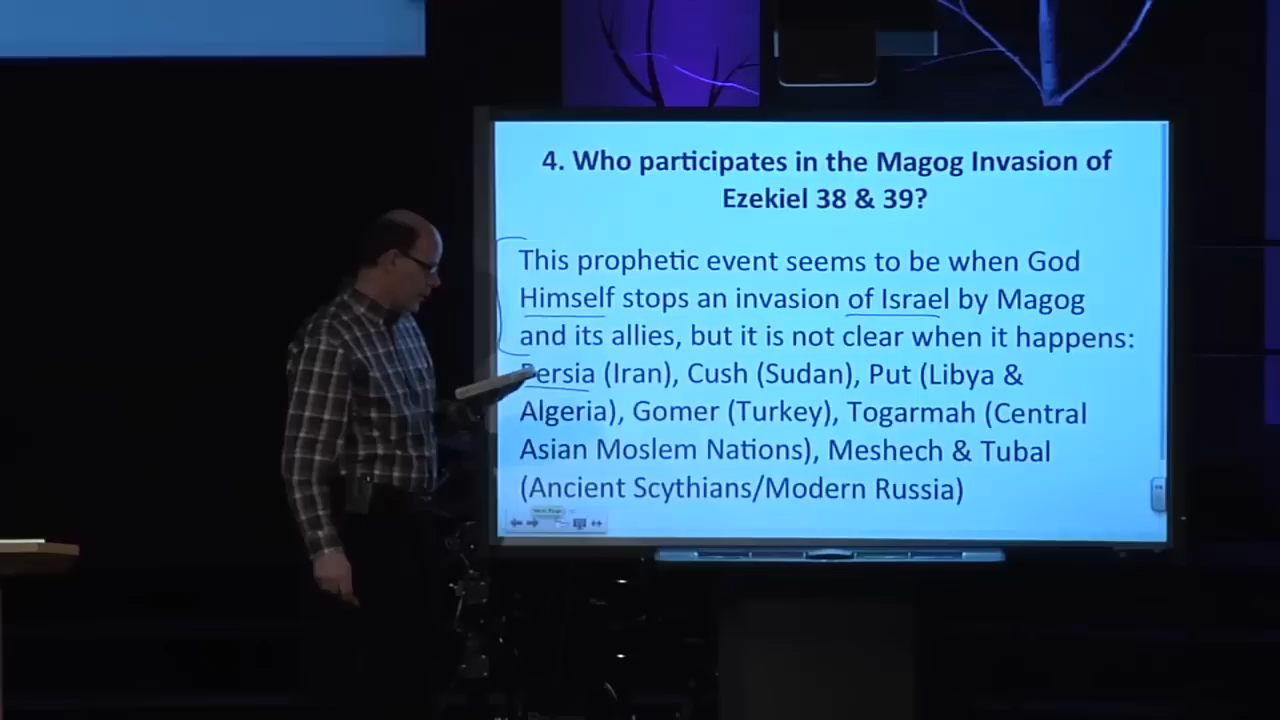 4. Who participates in the Magog Invasion of
Ezekiel 38 & 39?
This prophetic event seems to be when God
Himself stops an invasion of Israel by Magog
and its allies, but it is not clear when it happens:
Persia (Iran), Cush (Sudan), Put (Libya &
Algeria), Gomer (Turkey), Togarmah (Central
Asian Moslem Nations), Meshech & Tubal
(Ancient Scythians/Modern Russia)